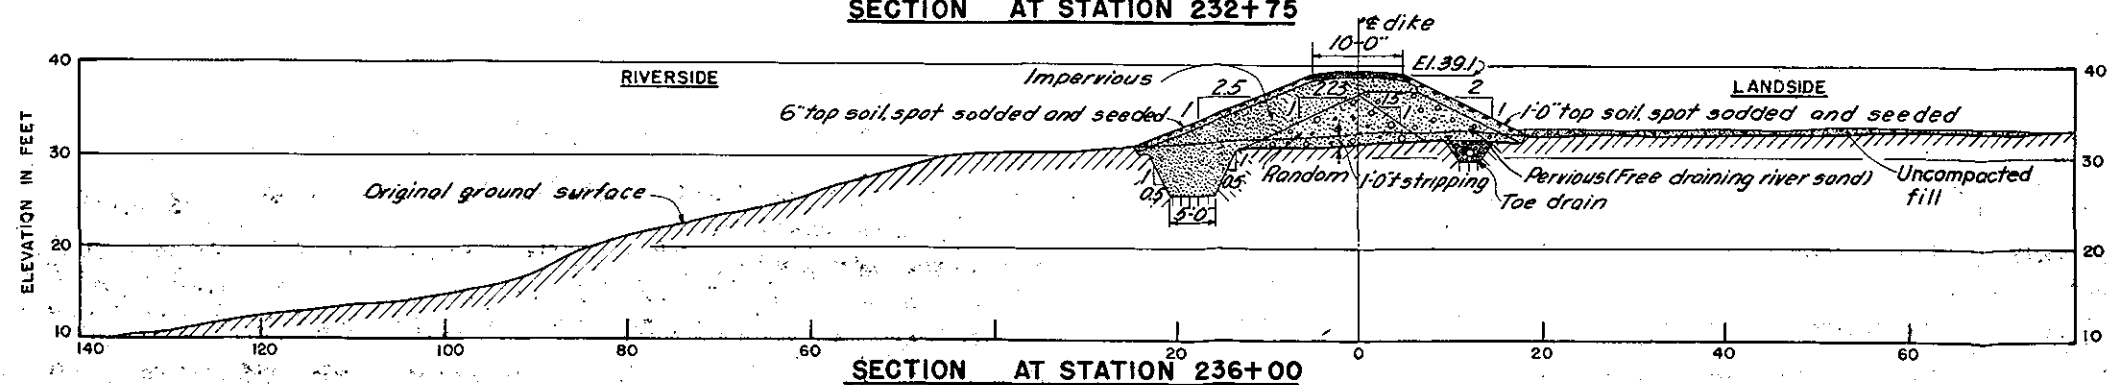 SECTION AT STATION 232+75
℄ dike
10-0"
El.39.1
40
RIVERSIDE
Impervious
LANDSIDE
40
2.5
1
2.25
1
1.5
1
2
1
6" top soil, spot sodded and seeded
1'-0" top soil, spot sodded and seeded
ELEVATION IN FEET
30
30
Original ground surface
1
0.5
1
0.5
5'-0"
Random
1'-0"± stripping
Pervious (Free draining river sand)
Toe drain
Uncompacted
fill
20
20
10
10
140
120
100
80
60
20
0
20
40
60
SECTION AT STATION 236+00